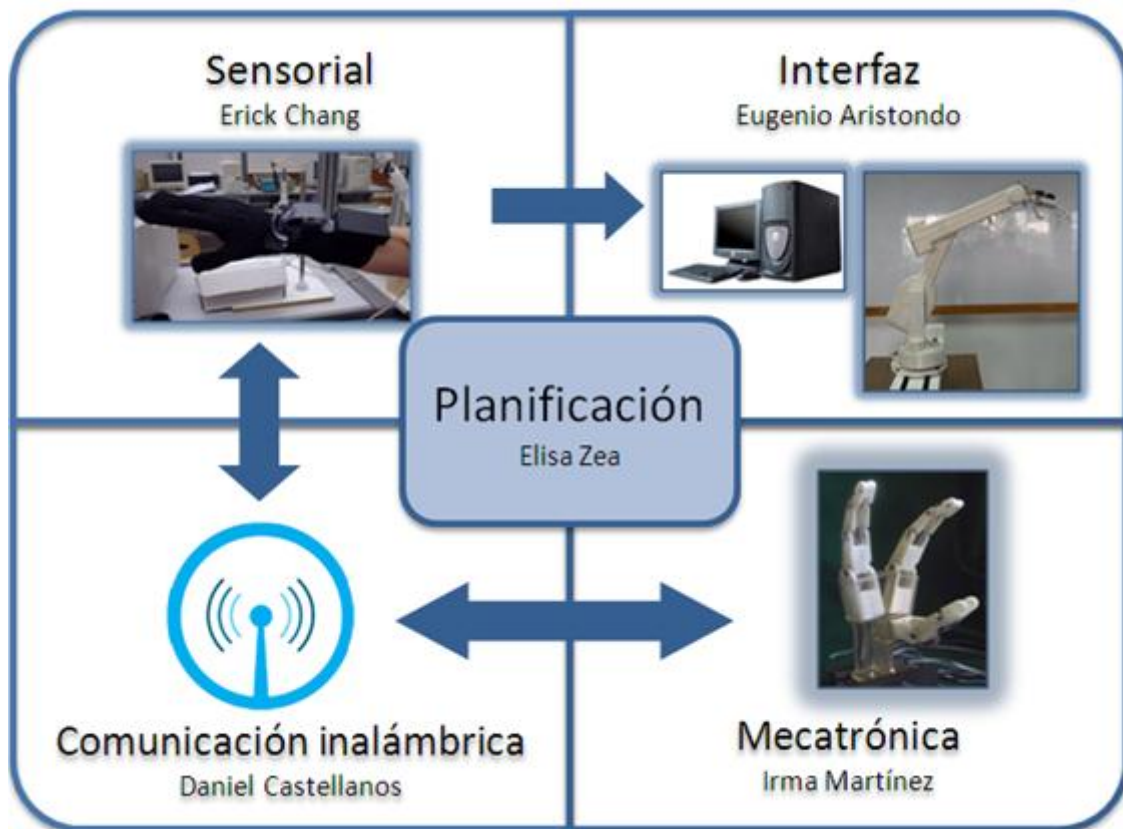 Sensorial
Erick Chang
Interfaz
Eugenio Aristondo
Planificación
Elisa Zea
Comunicación inalámbrica
Daniel Castellanos
Mecatrónica
Irma Martínez